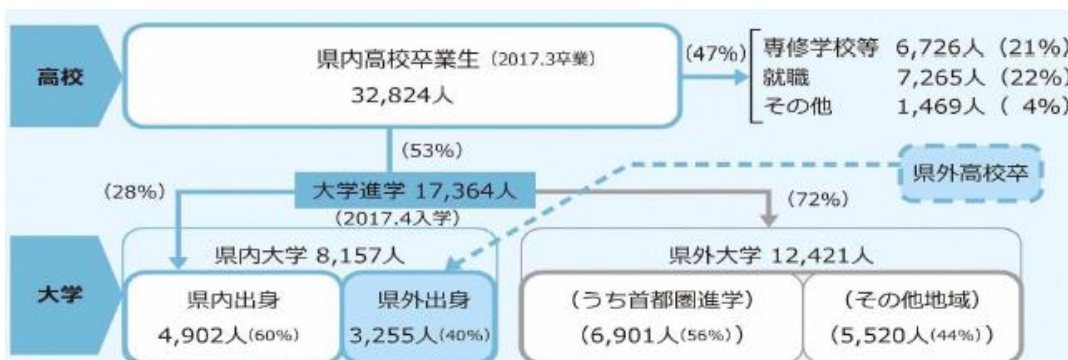 高校
県内高校卒業生 (2017.3卒業)
32,824人
(47%)
専修学校等 6,726人 (21%)
就職 7,265人 (22%)
その他 1,469人 ( 4%)
(53%)
県外高校卒
(28%)
大学進学 17,364人
(72%)
(2017.4入学)
大学
県内大学 8,157人
県内出身
4,902人(60%)
県外出身
3,255人(40%)
県外大学 12,421人
(うち首都圏進学)
(6,901人(56%))
(その他地域)
(5,520人(44%))